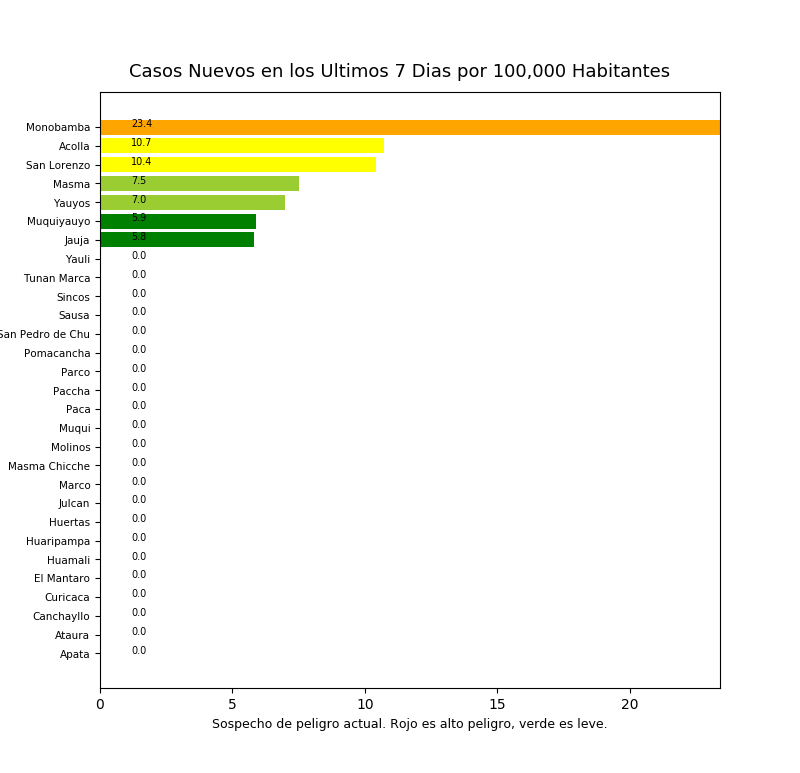 Casos Nuevos en los Ultimos 7 Dias por 100,000 Habitantes
Monobamba 23.4
Acolla 10.7
San Lorenzo 10.4
Masma 7.5
Yauyos 7.0
Muquiyauyo 5.9
Jauja 5.8
Yauli 0.0
Tunan Marca 0.0
Sincos 0.0
Sausa 0.0
San Pedro de Chu 0.0
Pomacancha 0.0
Parco 0.0
Paccha 0.0
Paca 0.0
Muqui 0.0
Molinos 0.0
Masma Chicche 0.0
Marco 0.0
Julcan 0.0
Huertas 0.0
Huaripampa 0.0
Huamali 0.0
El Mantaro 0.0
Curicaca 0.0
Canchayllo 0.0
Ataura 0.0
Apata 0.0
0 5 10 15 20
Sospecho de peligro actual. Rojo es alto peligro, verde es leve.